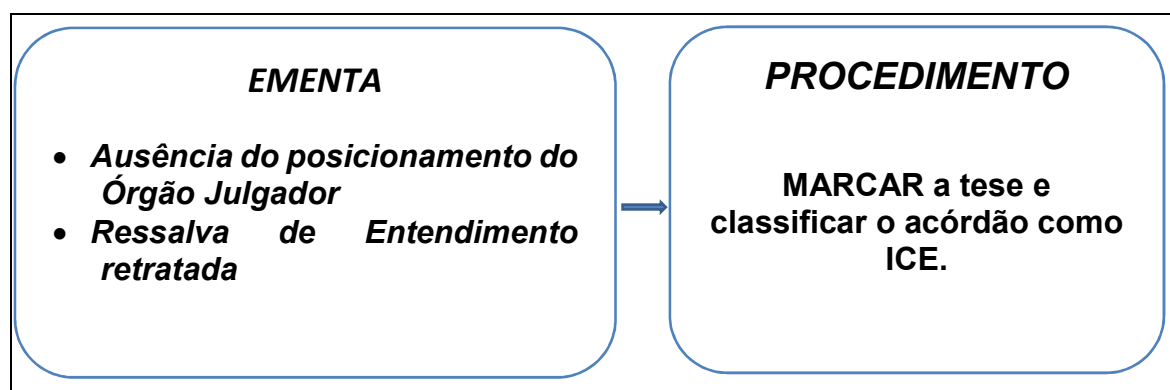 EMENTA
• Ausência do posicionamento do
Órgão Julgador
• Ressalva de Entendimento
retratada
PROCEDIMENTO
MARCAR a tese e
classificar o acórdão como
ICE.